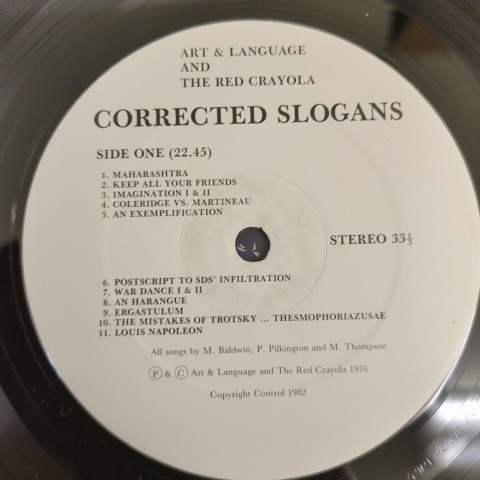 ART & LANGUAGE
AND
THE RED CRAYOLA
CORRECTED SLOGANS
SIDE ONE (22.45)
1. MAHARASHTRA
2. KEEP ALL YOUR FRIENDS
3. IMAGINATION I & II
4. COLERIDGE VS. MARTINEAU
5. AN EXEMPLIFICATION
STEREO 33⅓
6. POSTSCRIPT TO SDS' INFILTRATION
7. WAR DANCE I & II
8. AN HARANGUE
9. ERGASTULUM
10. THE MISTAKES OF TROTSKY ... THESMOPHORIAZUSAE
11. LOUIS NAPOLEON
All songs by M. Baldwin, P. Pilkington and M. Thompson
Ⓟ & Ⓒ Art & Language and The Red Crayola 1976
Copyright Control 1982